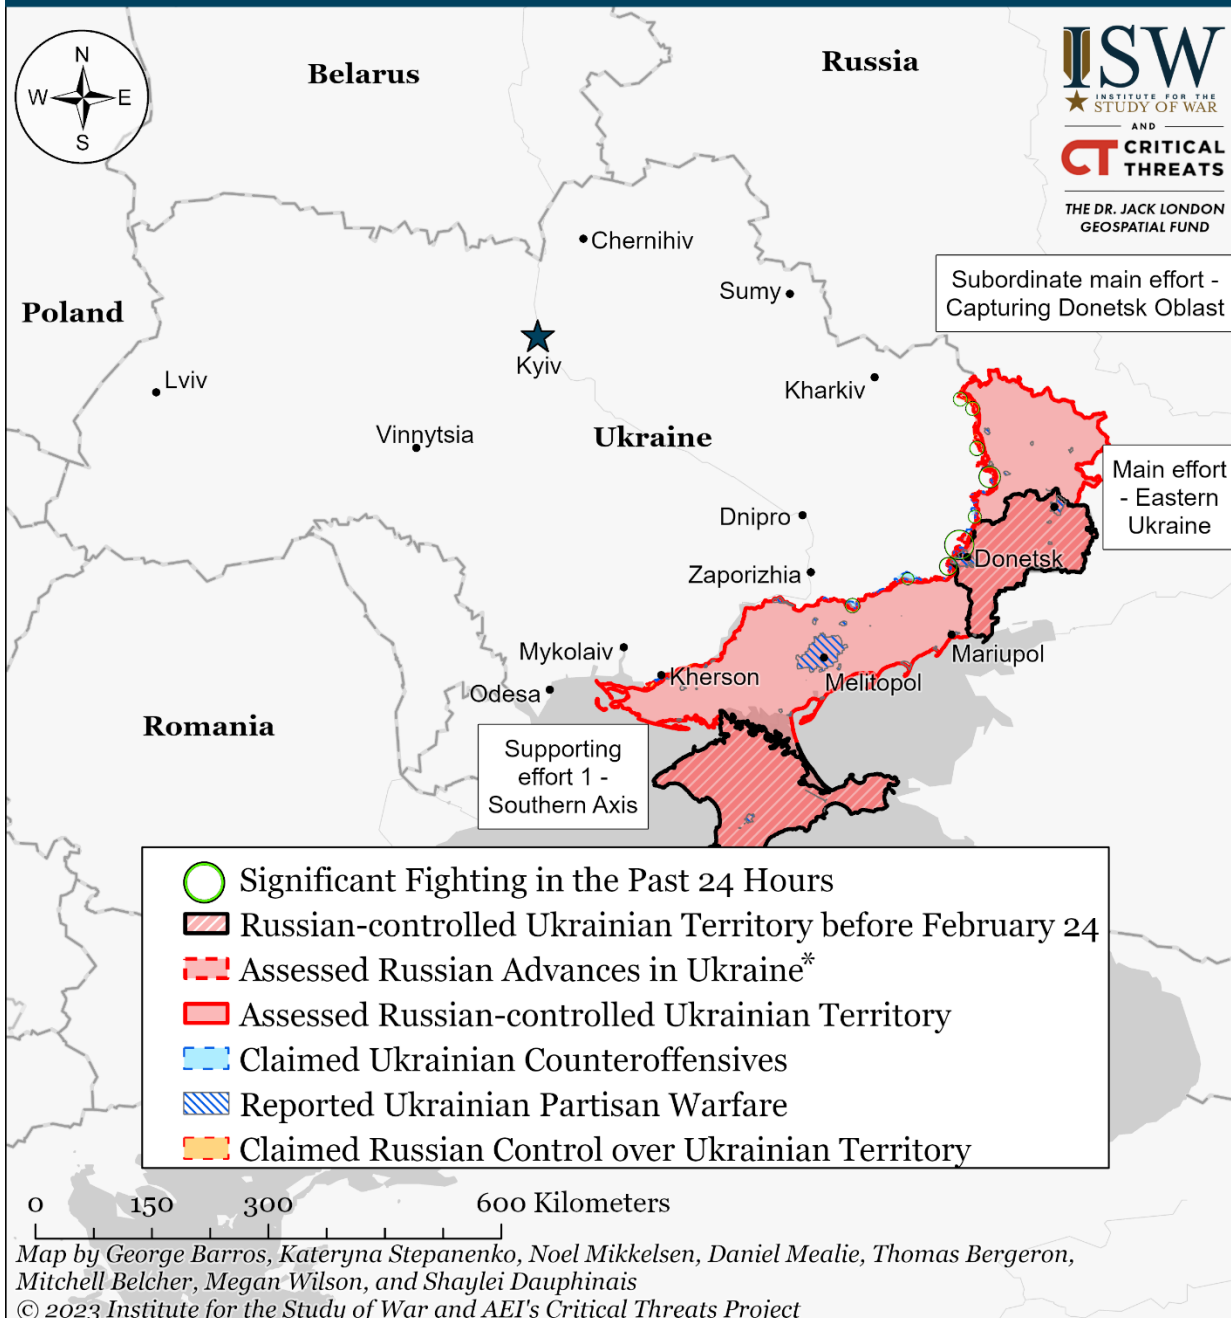 N
W
E
S
Belarus
Russia
ISW
INSTITUTE FOR THE
STUDY OF WAR
AND
CT CRITICAL
THREATS
THE DR. JACK LONDON
GEOSPATIAL FUND
Chernihiv
Subordinate main effort -
Capturing Donetsk Oblast
Sumy
Poland
Kyiv
Lviv
Kharkiv
Vinnytsia
Ukraine
Main effort
- Eastern
Ukraine
Dnipro
Donetsk
Zaporizhia
Mykolaiv
Mariupol
Kherson
Melitopol
Odesa
Romania
Supporting
effort 1 -
Southern Axis
Significant Fighting in the Past 24 Hours
Russian-controlled Ukrainian Territory before February 24
Assessed Russian Advances in Ukraine*
Assessed Russian-controlled Ukrainian Territory
Claimed Ukrainian Counteroffensives
Reported Ukrainian Partisan Warfare
Claimed Russian Control over Ukrainian Territory
0 150 300 600 Kilometers
Map by George Barros, Kateryna Stepanenko, Noel Mikkelsen, Daniel Mealie, Thomas Bergeron,
Mitchell Belcher, Megan Wilson, and Shaylei Dauphinais
© 2023 Institute for the Study of War and AEI's Critical Threats Project